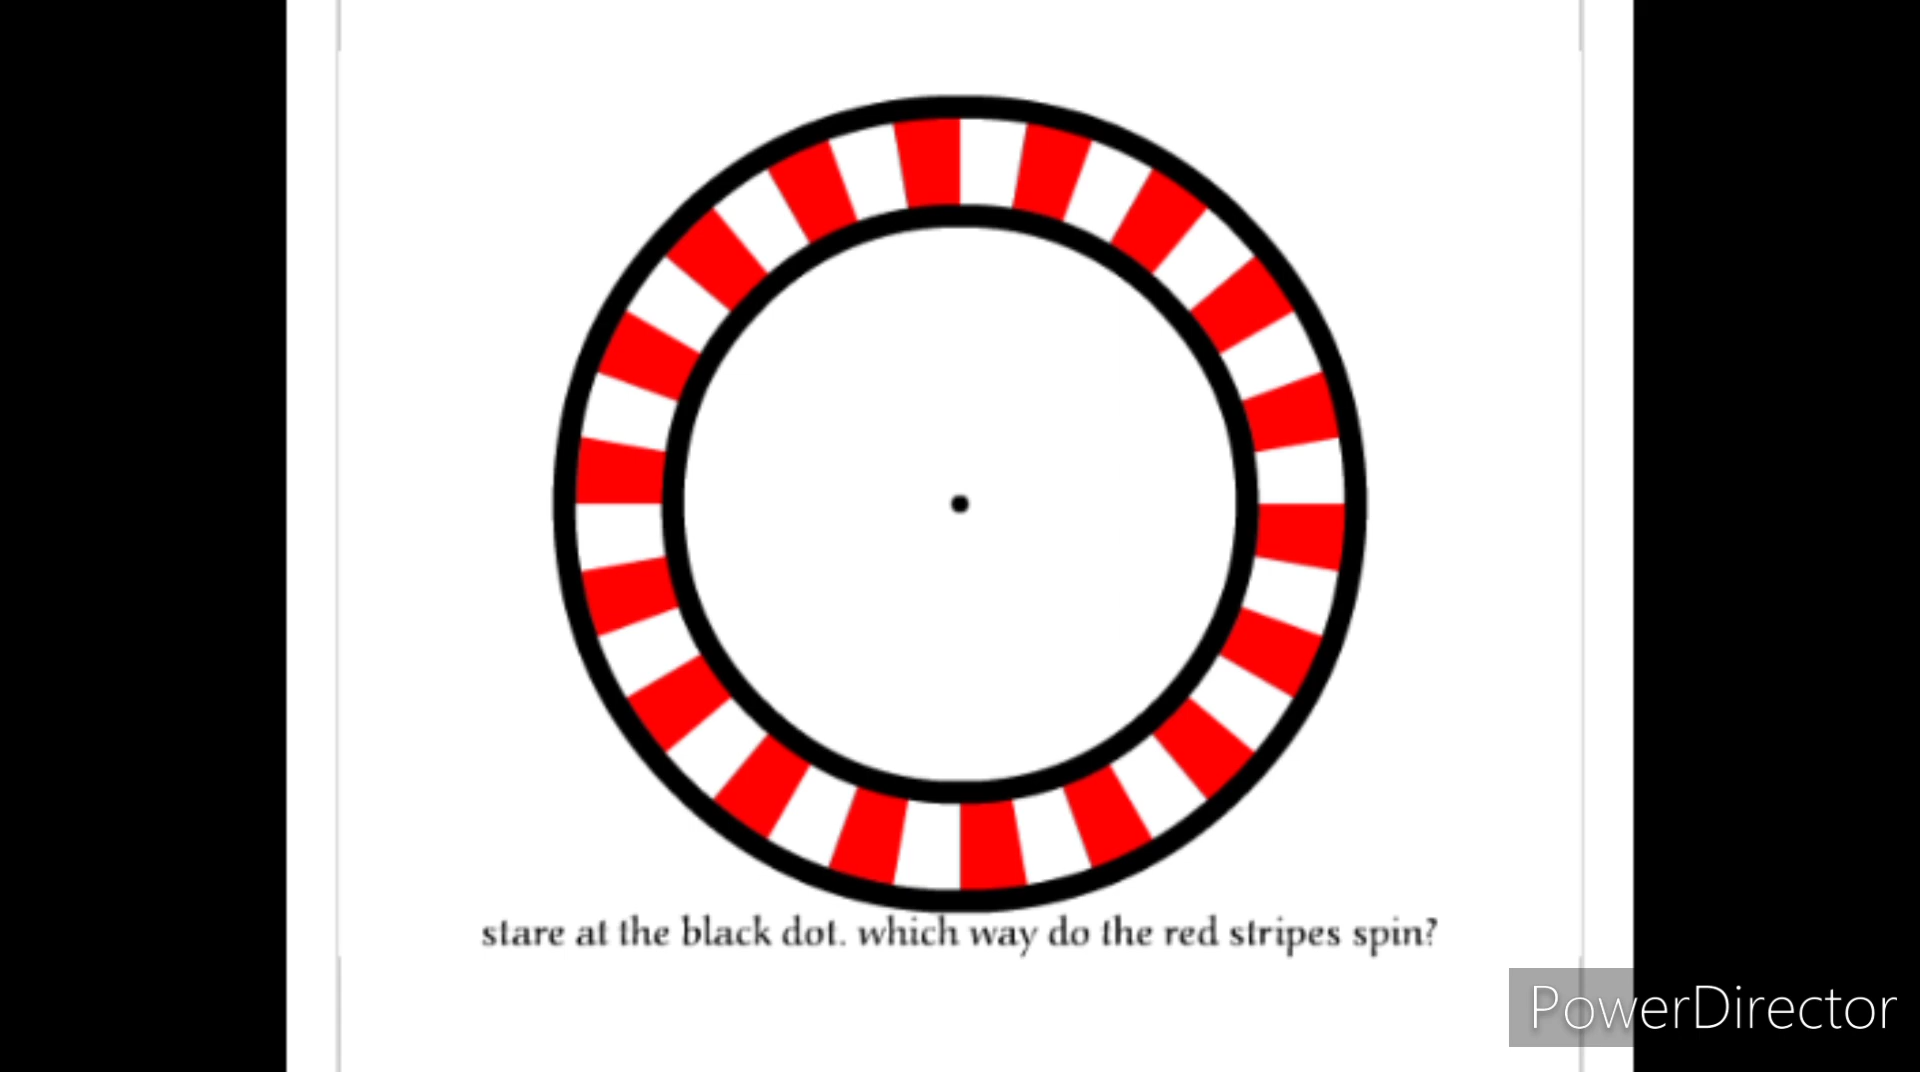 stare at the black dot. which way do the red stripes spin?
PowerDirector